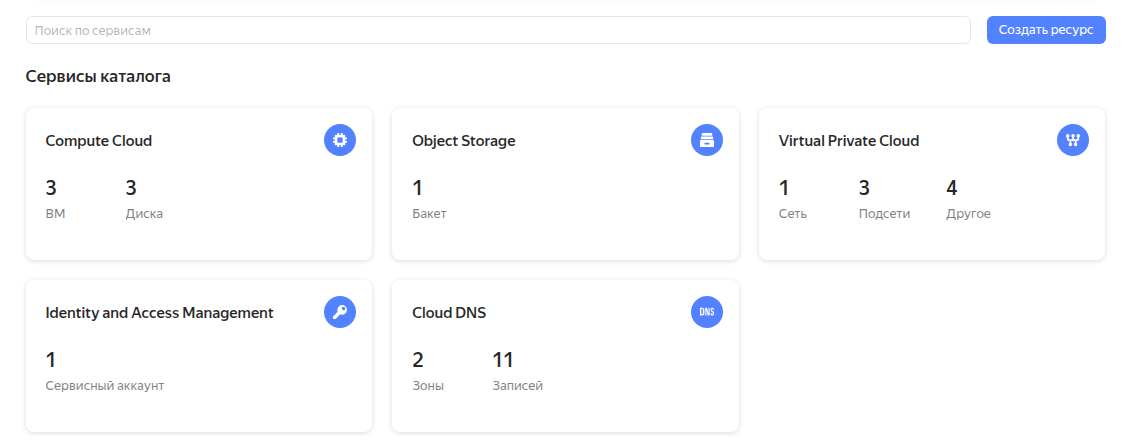 Поиск по сервисам
Создать ресурс
Сервисы каталога
Compute Cloud
3 3
ВМ Диска
Object Storage
1
Бакет
Virtual Private Cloud
1 3 4
Сеть Подсети Другое
Identity and Access Management
1
Сервисный аккаунт
Cloud DNS
DNS
2 11
Зоны Записей